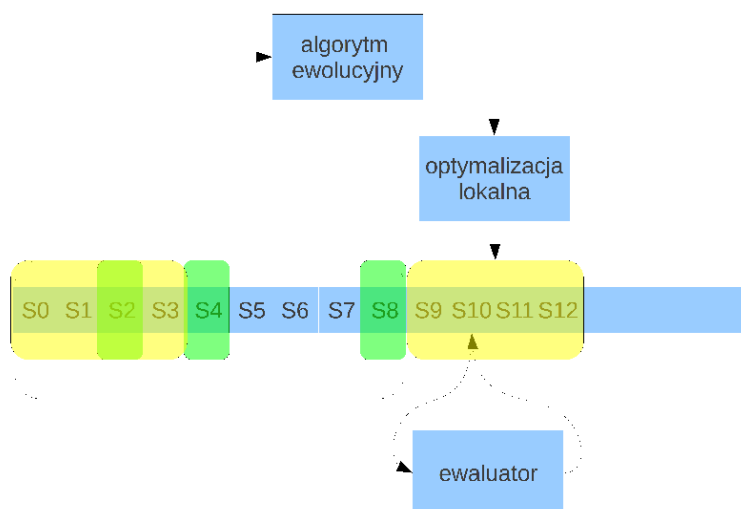 algorytm
ewolucyjny
optymalizacja
lokalna
S0 S1 S2 S3 S4 S5 S6 S7 S8 S9 S10 S11 S12
ewaluator